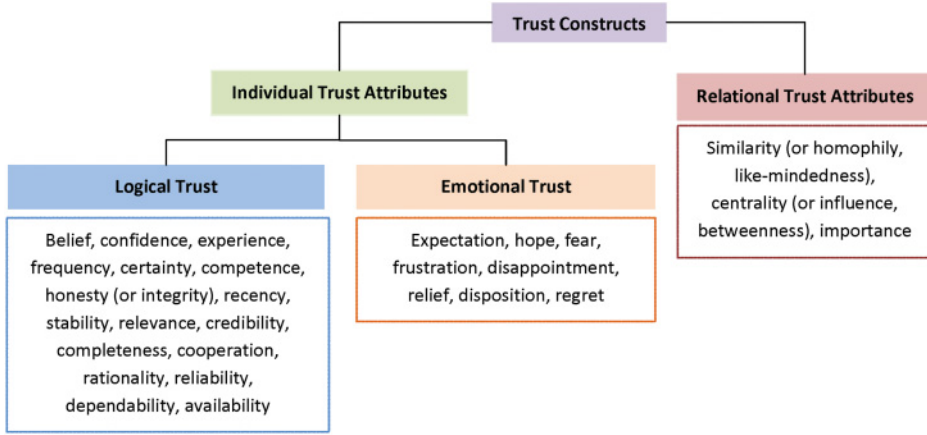 Trust Constructs
Individual Trust Attributes
Relational Trust Attributes
Similarity (or homophily,
like-mindedness),
centrality (or influence,
betweenness), importance
Logical Trust
Emotional Trust
Belief, confidence, experience,
frequency, certainty, competence,
honesty (or integrity), recency,
stability, relevance, credibility,
completeness, cooperation,
rationality, reliability,
dependability, availability
Expectation, hope, fear,
frustration, disappointment,
relief, disposition, regret